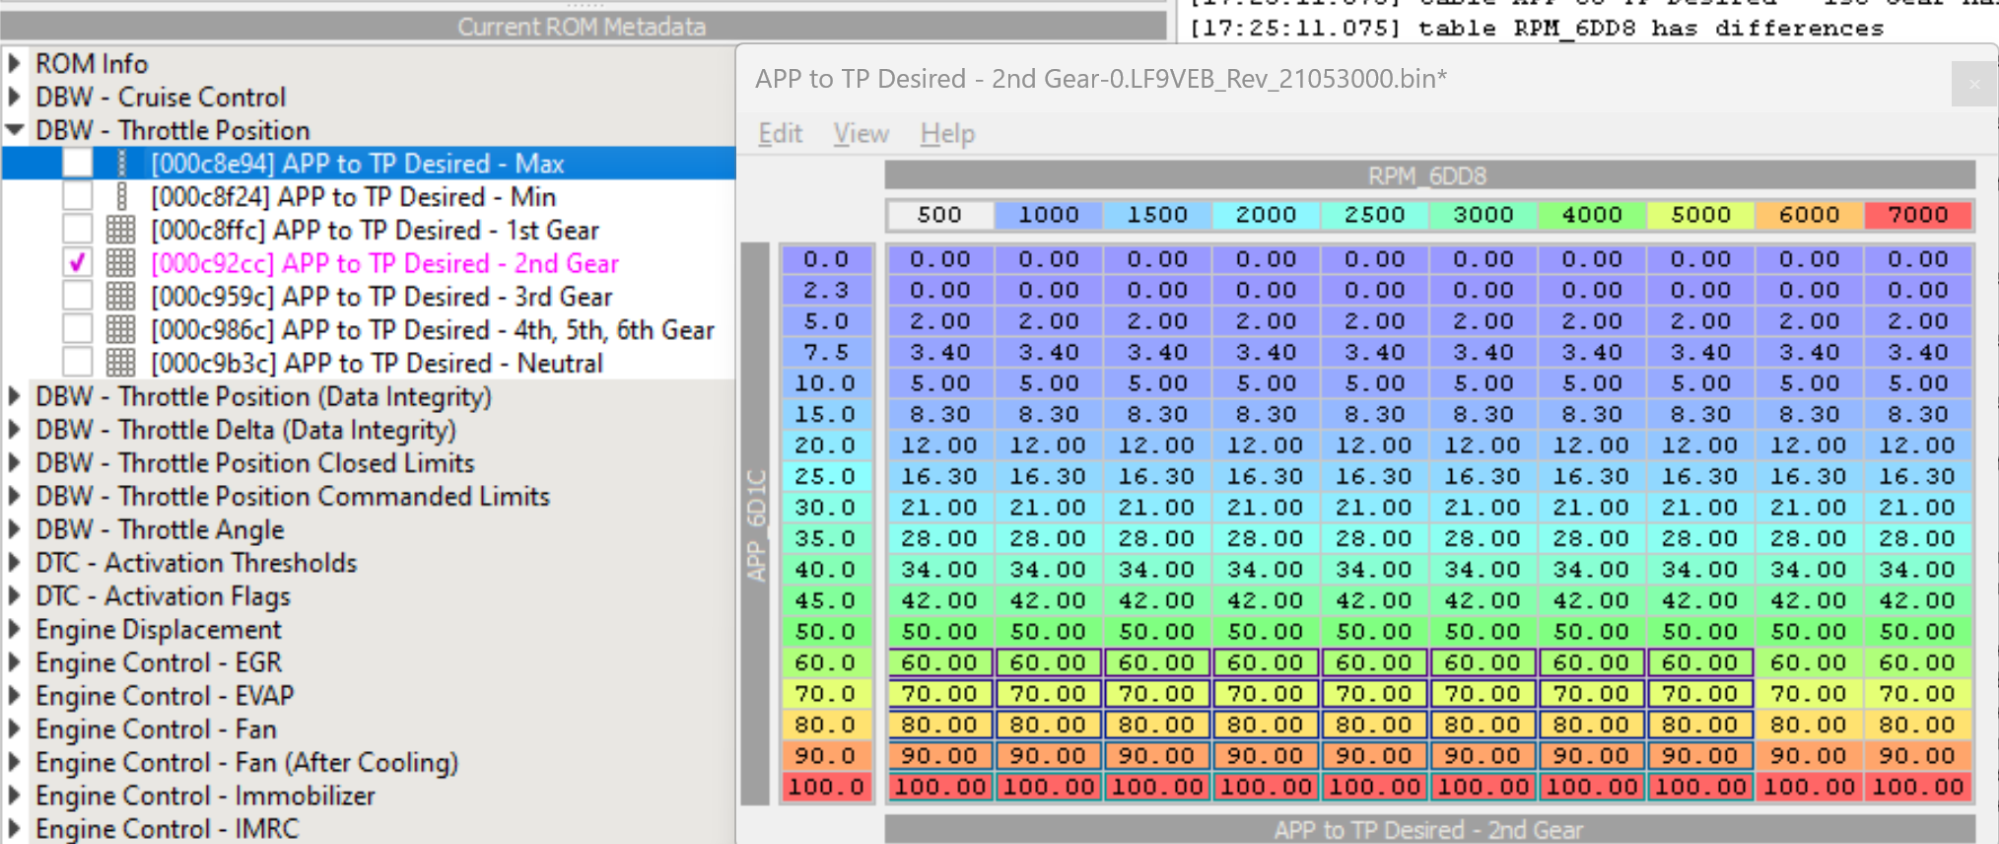 Current ROM Metadata
[17:25:11.075] table RPM_6DD8 has differences
ROM Info
DBW - Cruise Control
DBW - Throttle Position
[000c8e94] APP to TP Desired - Max
[000c8f24] APP to TP Desired - Min
[000c8ffc] APP to TP Desired - 1st Gear
[000c92cc] APP to TP Desired - 2nd Gear
[000c959c] APP to TP Desired - 3rd Gear
[000c986c] APP to TP Desired - 4th, 5th, 6th Gear
[000c9b3c] APP to TP Desired - Neutral
DBW - Throttle Position (Data Integrity)
DBW - Throttle Delta (Data Integrity)
DBW - Throttle Position Closed Limits
DBW - Throttle Position Commanded Limits
DBW - Throttle Angle
DTC - Activation Thresholds
DTC - Activation Flags
Engine Displacement
Engine Control - EGR
Engine Control - EVAP
Engine Control - Fan
Engine Control - Fan (After Cooling)
Engine Control - Immobilizer
Engine Control - IMRC
APP to TP Desired - 2nd Gear-0.LF9VEB_Rev_21053000.bin*
Edit View Help
RPM_6DD8
500 1000 1500 2000 2500 3000 4000 5000 6000 7000
APP_6D1C
0.0 0.00 0.00 0.00 0.00 0.00 0.00 0.00 0.00 0.00 0.00
2.3 0.00 0.00 0.00 0.00 0.00 0.00 0.00 0.00 0.00 0.00
5.0 2.00 2.00 2.00 2.00 2.00 2.00 2.00 2.00 2.00 2.00
7.5 3.40 3.40 3.40 3.40 3.40 3.40 3.40 3.40 3.40 3.40
10.0 5.00 5.00 5.00 5.00 5.00 5.00 5.00 5.00 5.00 5.00
15.0 8.30 8.30 8.30 8.30 8.30 8.30 8.30 8.30 8.30 8.30
20.0 12.00 12.00 12.00 12.00 12.00 12.00 12.00 12.00 12.00 12.00
25.0 16.30 16.30 16.30 16.30 16.30 16.30 16.30 16.30 16.30 16.30
30.0 21.00 21.00 21.00 21.00 21.00 21.00 21.00 21.00 21.00 21.00
35.0 28.00 28.00 28.00 28.00 28.00 28.00 28.00 28.00 28.00 28.00
40.0 34.00 34.00 34.00 34.00 34.00 34.00 34.00 34.00 34.00 34.00
45.0 42.00 42.00 42.00 42.00 42.00 42.00 42.00 42.00 42.00 42.00
50.0 50.00 50.00 50.00 50.00 50.00 50.00 50.00 50.00 50.00 50.00
60.0 60.00 60.00 60.00 60.00 60.00 60.00 60.00 60.00 60.00 60.00
70.0 70.00 70.00 70.00 70.00 70.00 70.00 70.00 70.00 70.00 70.00
80.0 80.00 80.00 80.00 80.00 80.00 80.00 80.00 80.00 80.00 80.00
90.0 90.00 90.00 90.00 90.00 90.00 90.00 90.00 90.00 90.00 90.00
100.0 100.00 100.00 100.00 100.00 100.00 100.00 100.00 100.00 100.00 100.00
APP to TP Desired - 2nd Gear